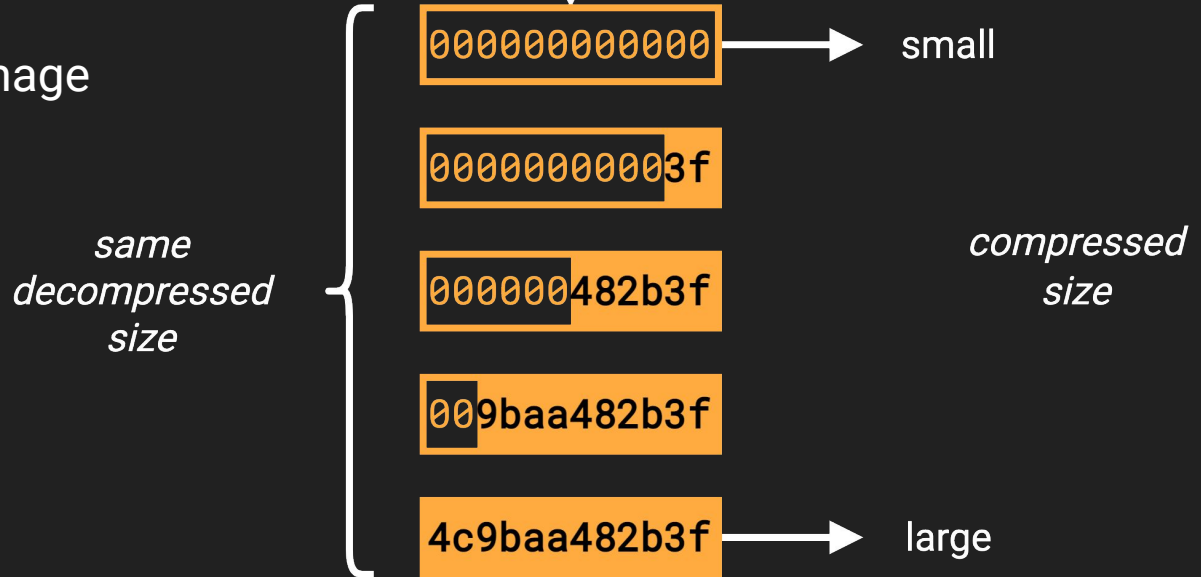 000000000000
small
nage
00000000003f
same
decompressed
size
000000482b3f
compressed
size
009baa482b3f
4c9baa482b3f
large